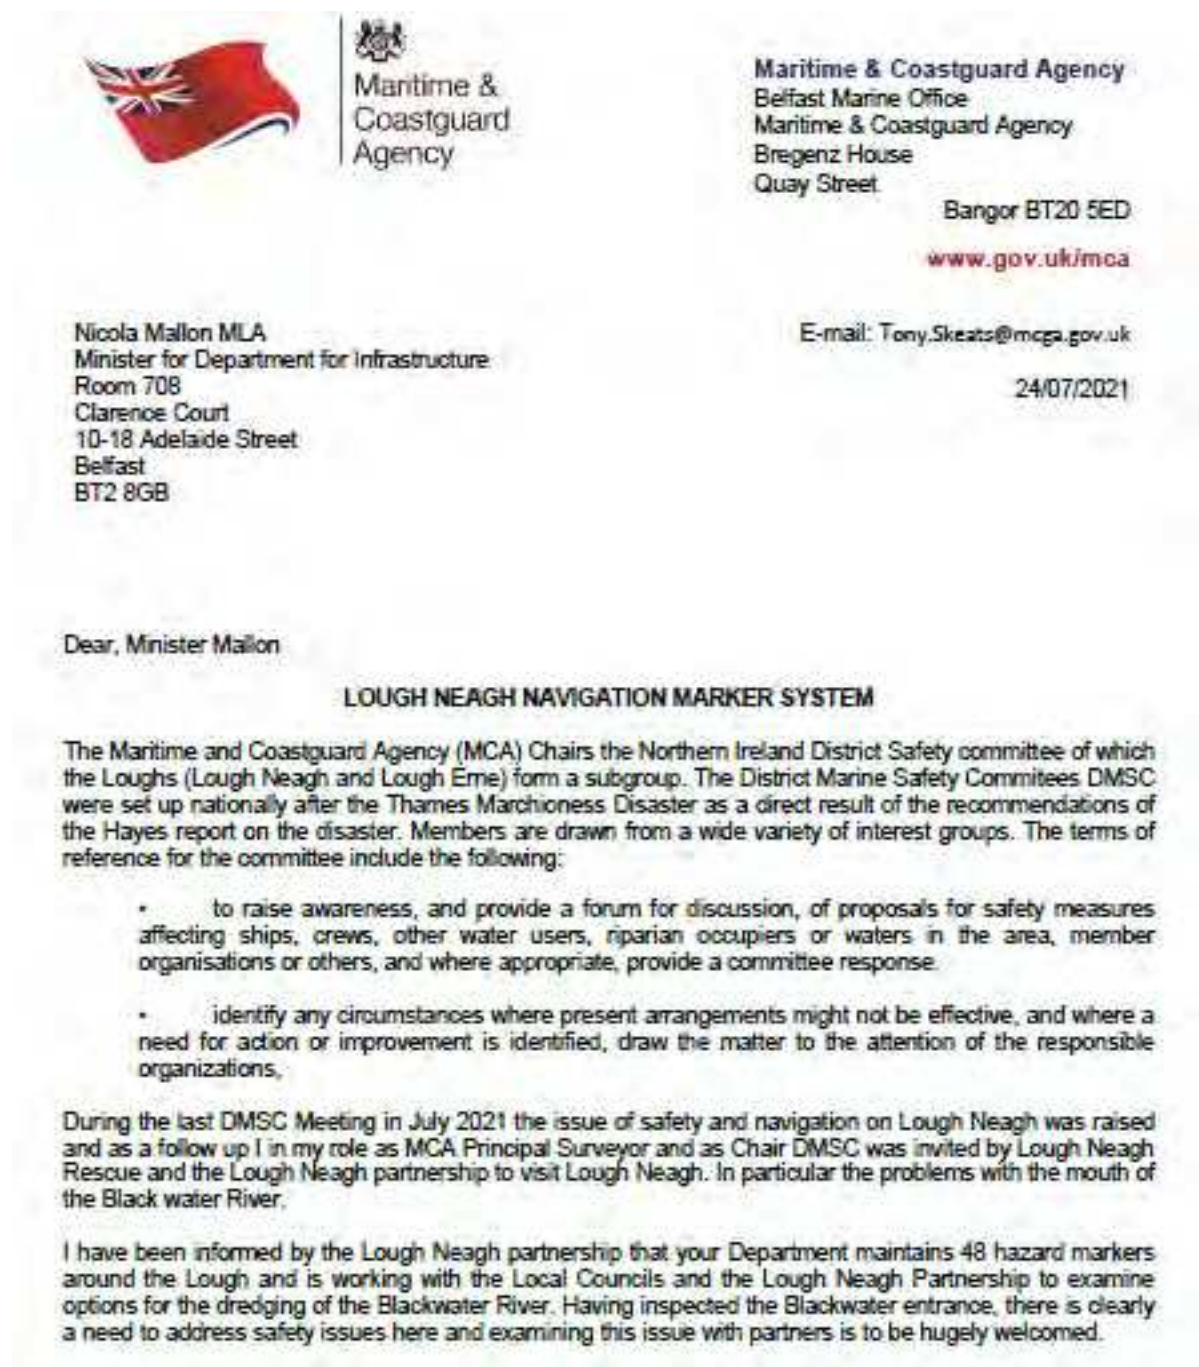 Maritime &
Coastguard
Agency
Maritime & Coastguard Agency
Belfast Marine Office
Maritime & Coastguard Agency
Bregenz House
Quay Street
Bangor BT20 5ED
www.gov.uk/mca
Nicola Mallon MLA
Minister for Department for Infrastructure
Room 708
Clarence Court
10-18 Adelaide Street
Belfast
BT2 8GB
E-mail: Tony.Skeats@mcga.gov.uk
24/07/2021
Dear, Minister Mallon
LOUGH NEAGH NAVIGATION MARKER SYSTEM
The Maritime and Coastguard Agency (MCA) Chairs the Northern Ireland District Safety committee of which
the Loughs (Lough Neagh and Lough Erne) form a subgroup. The District Marine Safety Commitees DMSC
were set up nationally after the Thames Marchioness Disaster as a direct result of the recommendations of
the Hayes report on the disaster. Members are drawn from a wide variety of interest groups. The terms of
reference for the committee include the following:
• to raise awareness, and provide a forum for discussion, of proposals for safety measures
affecting ships, crews, other water users, riparian occupiers or waters in the area, member
organisations or others, and where appropriate, provide a committee response.
• identify any circumstances where present arrangements might not be effective, and where a
need for action or improvement is identified, draw the matter to the attention of the responsible
organizations,
During the last DMSC Meeting in July 2021 the issue of safety and navigation on Lough Neagh was raised
and as a follow up I in my role as MCA Principal Surveyor and as Chair DMSC was invited by Lough Neagh
Rescue and the Lough Neagh partnership to visit Lough Neagh. In particular the problems with the mouth of
the Black water River.
I have been informed by the Lough Neagh partnership that your Department maintains 48 hazard markers
around the Lough and is working with the Local Councils and the Lough Neagh Partnership to examine
options for the dredging of the Blackwater River. Having inspected the Blackwater entrance, there is clearly
a need to address safety issues here and examining this issue with partners is to be hugely welcomed.